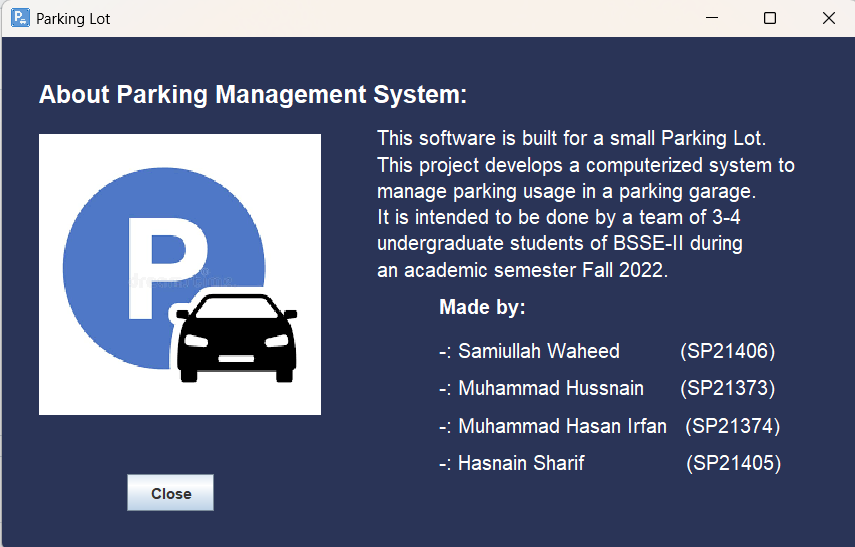 Parking Lot
About Parking Management System:
P
This software is built for a small Parking Lot.
This project develops a computerized system to
manage parking usage in a parking garage.
It is intended to be done by a team of 3-4
undergraduate students of BSSE-II during
an academic semester Fall 2022.
Made by:
-: Samiullah Waheed (SP21406)
-: Muhammad Hussnain (SP21373)
-: Muhammad Hasan Irfan (SP21374)
-: Hasnain Sharif (SP21405)
Close